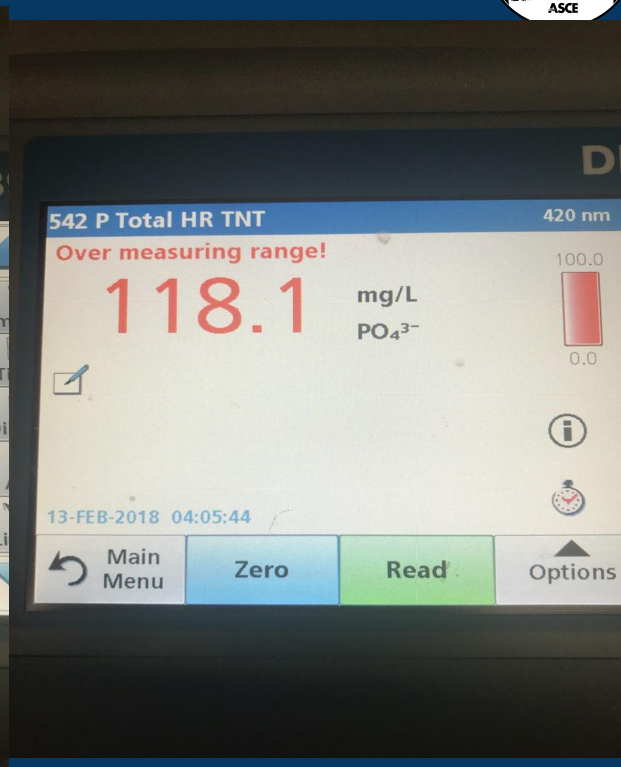 ASCE
542 P Total HR TNT 420 nm
Over measuring range!
118.1 mg/L
PO₄³⁻
100.0
0.0
13-FEB-2018 04:05:44
Main
Menu
Zero
Read
Options